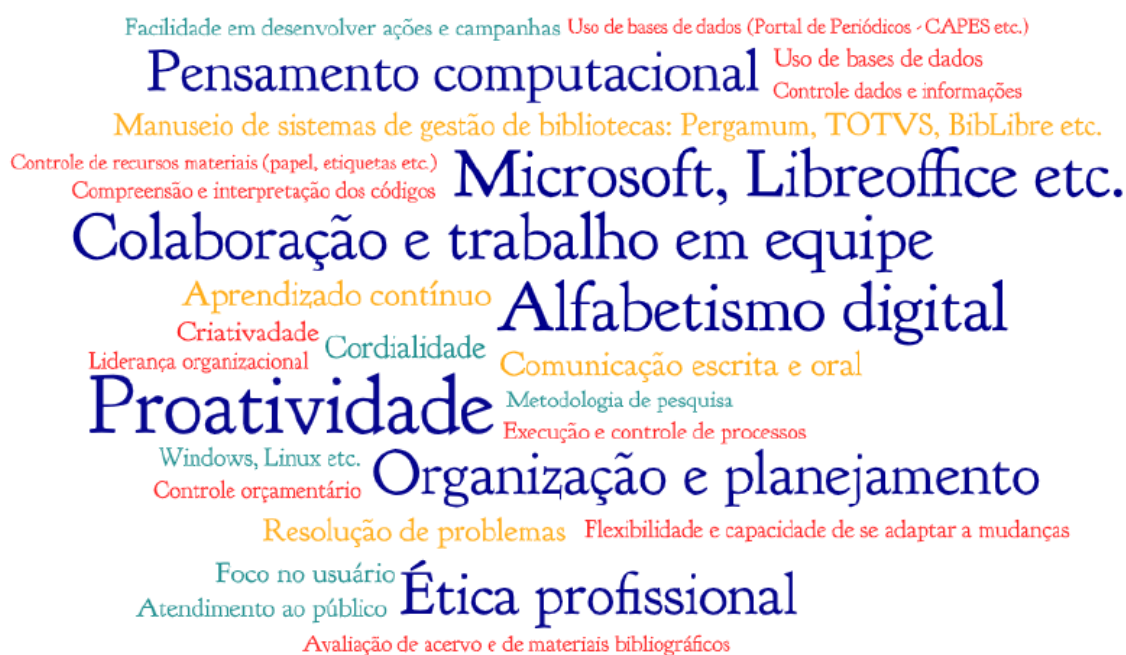 Facilidade em desenvolver ações e campanhas
Uso de bases de dados (Portal de Periódicos - CAPES etc.)
Pensamento computacional
Uso de bases de dados
Controle dados e informações
Manuseio de sistemas de gestão de bibliotecas: Pergamum, TOTVS, BibLibre etc.
Controle de recursos materiais (papel, etiquetas etc.)
Compreensão e interpretação dos códigos
Microsoft, Libreoffice etc.
Colaboração e trabalho em equipe
Aprendizado contínuo
Alfabetismo digital
Criativadade
Cordialidade
Liderança organizacional
Comunicação escrita e oral
Proatividade
Metodologia de pesquisa
Execução e controle de processos
Windows, Linux etc.
Controle orçamentário
Organização e planejamento
Resolução de problemas
Flexibilidade e capacidade de se adaptar a mudanças
Foco no usuário
Atendimento ao público
Ética profissional
Avaliação de acervo e de materiais bibliográficos